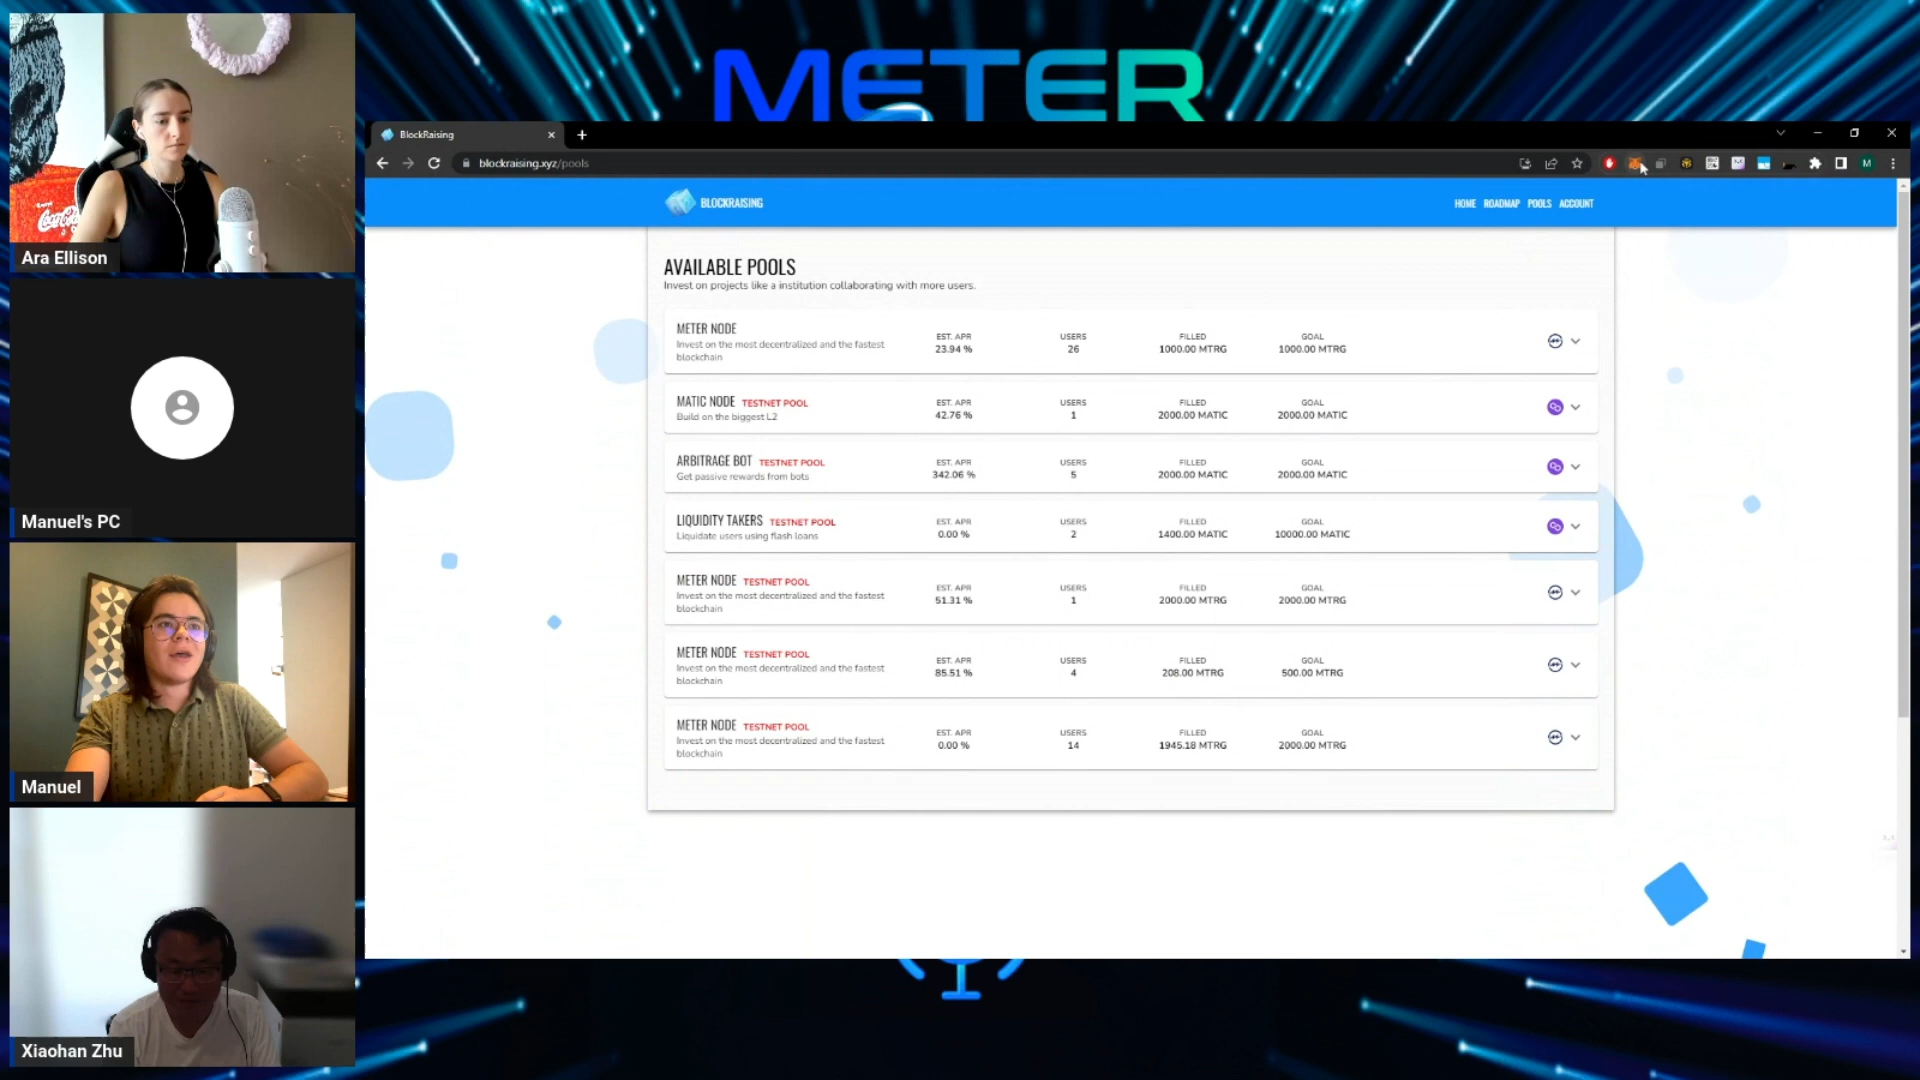 METER
BlockRaising
blockraising.xyz/pools
M
BLOCKRAISING
HOME ROADMAP POOLS ACCOUNT
AVAILABLE POOLS
Invest on projects like a institution collaborating with more users.
METER NODE
Invest on the most decentralized and the fastest
blockchain
EST. APR
23.94 %
USERS
26
FILLED
1000.00 MTRG
GOAL
1000.00 MTRG
MATIC NODE TESTNET POOL
Build on the biggest L2
EST. APR
42.76 %
USERS
1
FILLED
2000.00 MATIC
GOAL
2000.00 MATIC
ARBITRAGE BOT TESTNET POOL
Get passive rewards from bots
EST. APR
342.06 %
USERS
5
FILLED
2000.00 MATIC
GOAL
2000.00 MATIC
LIQUIDITY TAKERS TESTNET POOL
Liquidate users using flash loans
EST. APR
0.00 %
USERS
2
FILLED
1400.00 MATIC
GOAL
10000.00 MATIC
METER NODE TESTNET POOL
Invest on the most decentralized and the fastest
blockchain
EST. APR
51.31 %
USERS
1
FILLED
2000.00 MTRG
GOAL
2000.00 MTRG
METER NODE TESTNET POOL
Invest on the most decentralized and the fastest
blockchain
EST. APR
85.51 %
USERS
4
FILLED
208.00 MTRG
GOAL
500.00 MTRG
METER NODE TESTNET POOL
Invest on the most decentralized and the fastest
blockchain
EST. APR
0.00 %
USERS
14
FILLED
1945.18 MTRG
GOAL
2000.00 MTRG
Coca-Cola
Ara Ellison
Manuel's PC
Manuel
Xiaohan Zhu